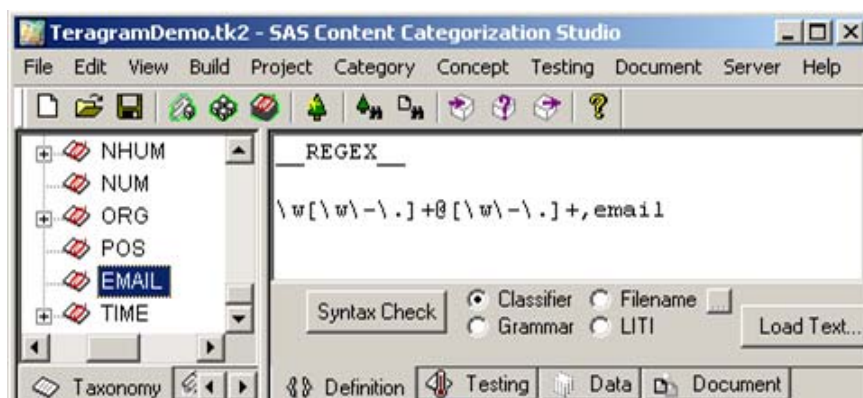 TeragramDemo.tk2 - SAS Content Categorization Studio
File Edit View Build Project Category Concept Testing Document Server Help
NHUM
NUM
ORG
POS
EMAIL
TIME
Taxonomy
__REGEX__
\w[\w\-\.]+@[\w\-\.]+,email
Syntax Check
Classifier
Filename
...
Grammar
LITI
Load Text...
Definition
Testing
Data
Document